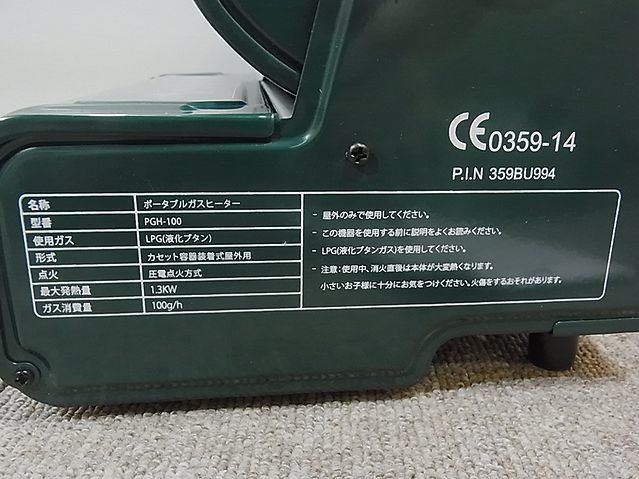 CE0359-14
P.I.N 359BU994
名称 ポータブルガスヒーター
型番 PGH-100
使用ガス LPG(液化ブタン)
形式 カセット容器装着式屋外用
点火 圧電点火方式
最大発熱量 1.3KW
ガス消費量 100g/h
- 屋外のみで使用してください。
- この機器を使用する前に説明をよくお読みください。
- LPG(液化ブタンガス)を使用してください。
- 注意:使用中、消火直後は本体が大変熱くなります。
小さいお子様に十分にお気をつけください。火傷をするおそれがあります。